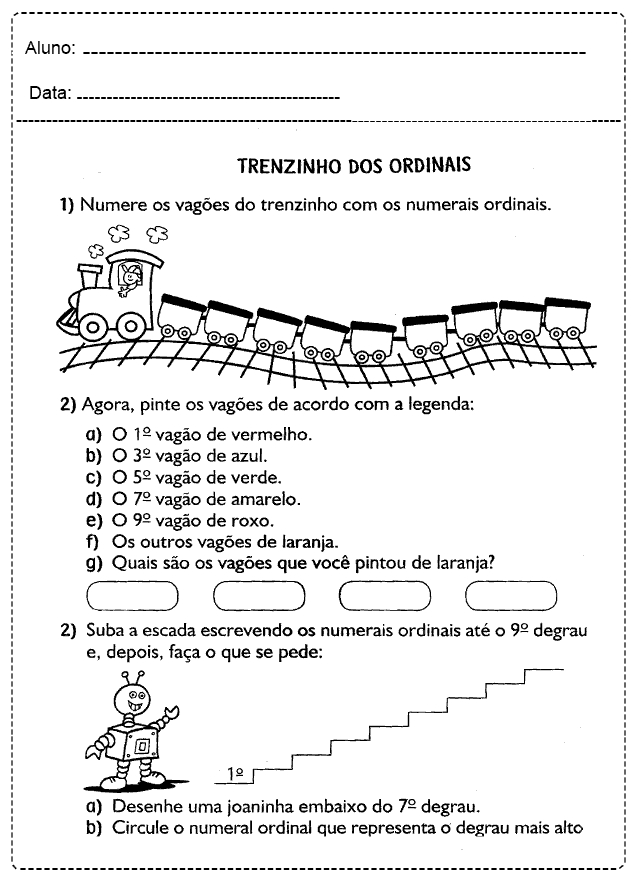 Aluno:
Data:
TRENZINHO DOS ORDINAIS
1) Numere os vagões do trenzinho com os numerais ordinais.
2) Agora, pinte os vagões de acordo com a legenda:
a) O 1º vagão de vermelho.
b) O 3º vagão de azul.
c) O 5º vagão de verde.
d) O 7º vagão de amarelo.
e) O 9º vagão de roxo.
f) Os outros vagões de laranja.
g) Quais são os vagões que você pintou de laranja?
2) Suba a escada escrevendo os numerais ordinais até o 9º degrau
e, depois, faça o que se pede:
1º
a) Desenhe uma joaninha embaixo do 7º degrau.
b) Circule o numeral ordinal que representa o degrau mais alto